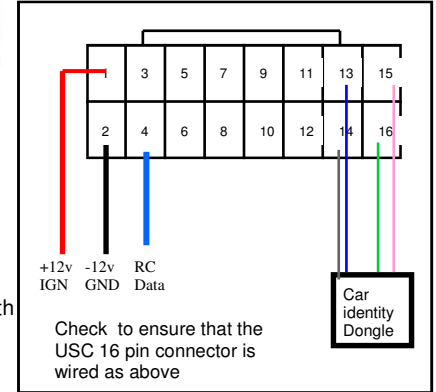 1 3 5 7 9 11 13 15
2 4 6 8 10 12 14 16
+12v -12v RC
IGN GND Data
Car
identity
Dongle
th
Check to ensure that the
USC 16 pin connector is
wired as above